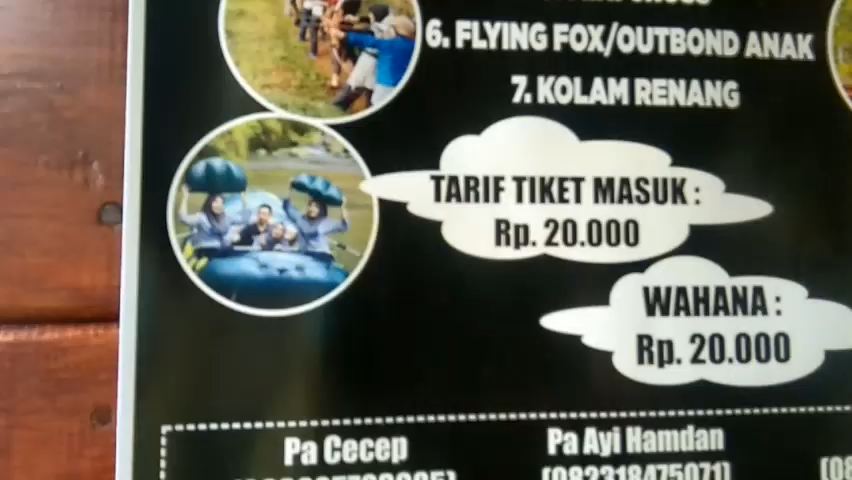 6. FLYING FOX/OUTBOND ANAK
7. KOLAM RENANG
TARIF TIKET MASUK :
Rp. 20.000
WAHANA :
Rp. 20.000
Pa Cecep
Pa Ayi Hamdan
(082318475071)